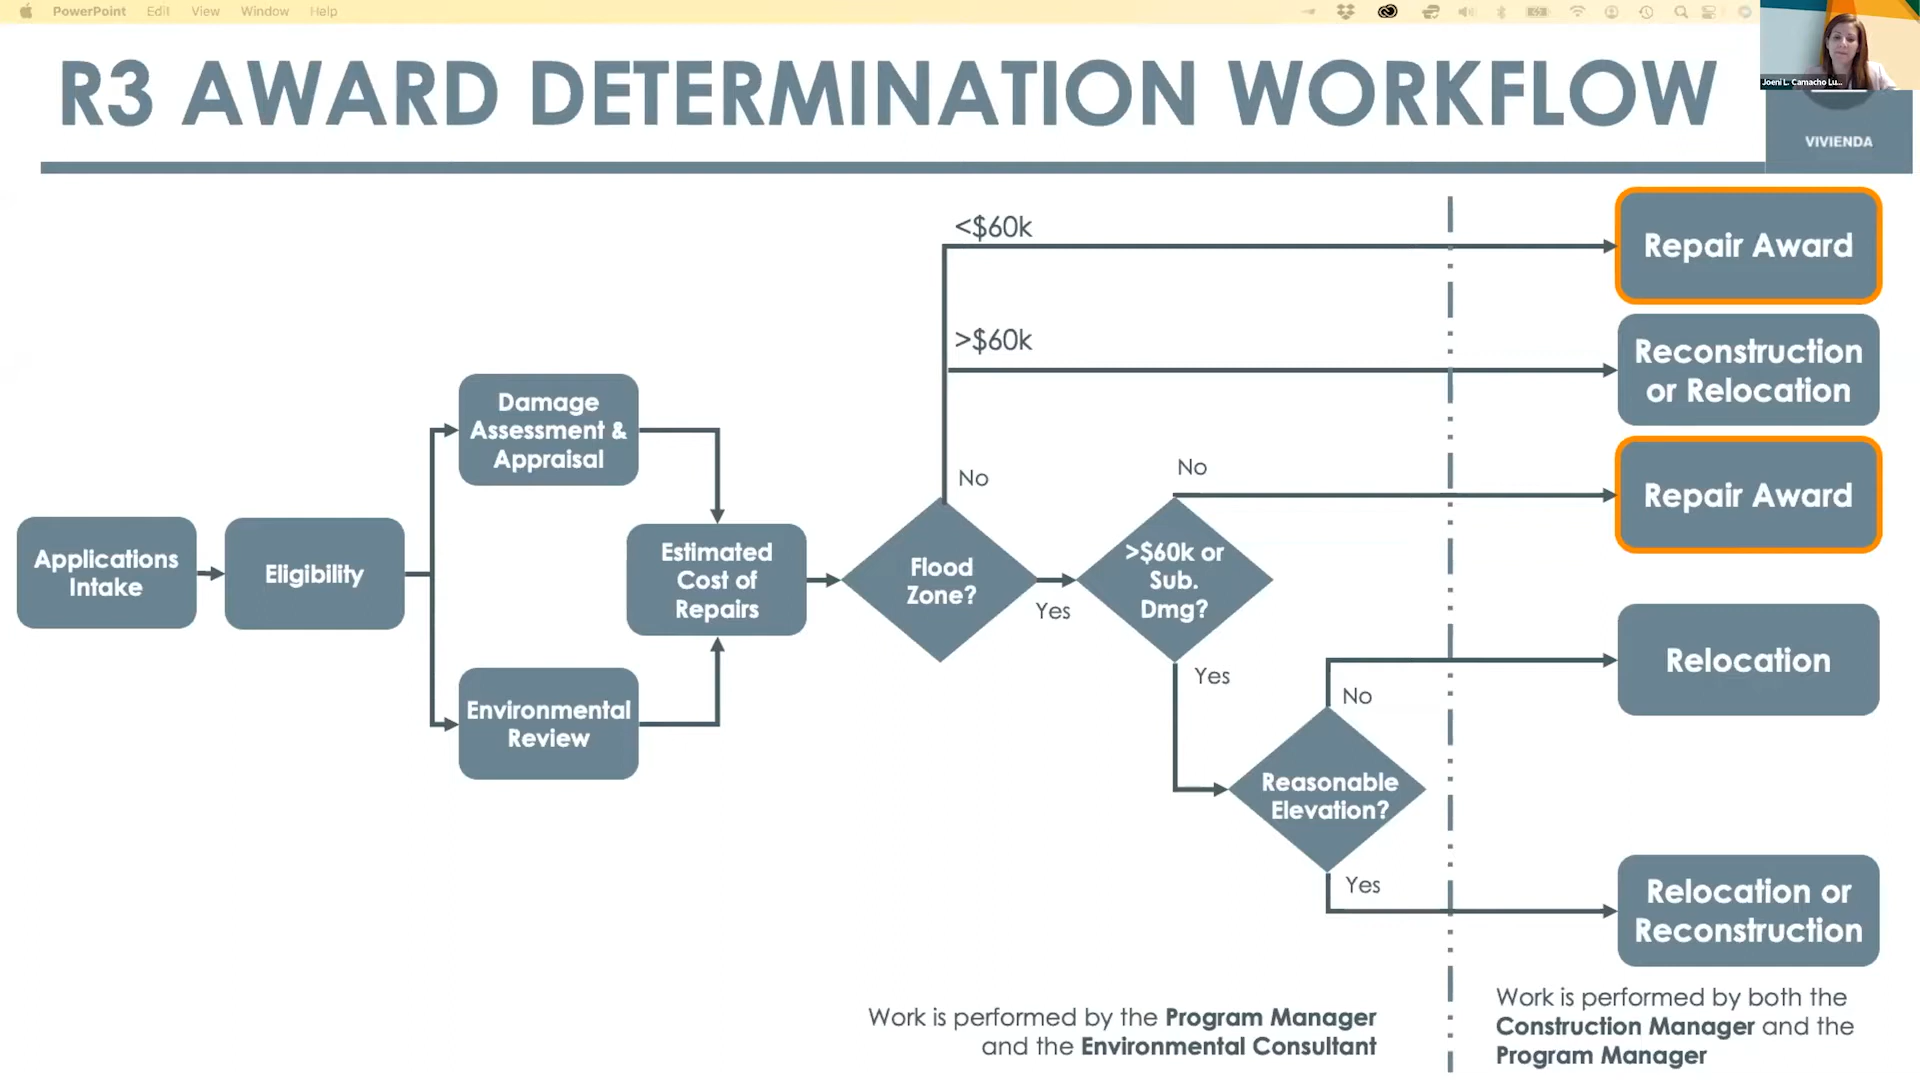 PowerPoint Edit View Window Help
Joeni L. Camacho Lu...
R3 AWARD DETERMINATION WORKFLOW
VIVIENDA
<$60k
Repair Award
>$60k
Reconstruction
or Relocation
Damage
Assessment &
Appraisal
No
No
Repair Award
Applications
Intake
Eligibility
Estimated
Cost of
Repairs
Flood
Zone?
Yes
>$60k or
Sub.
Dmg?
Yes
Environmental
Review
No
Relocation
Reasonable
Elevation?
Yes
Relocation or
Reconstruction
Work is performed by the Program Manager
and the Environmental Consultant
Work is performed by both the
Construction Manager and the
Program Manager